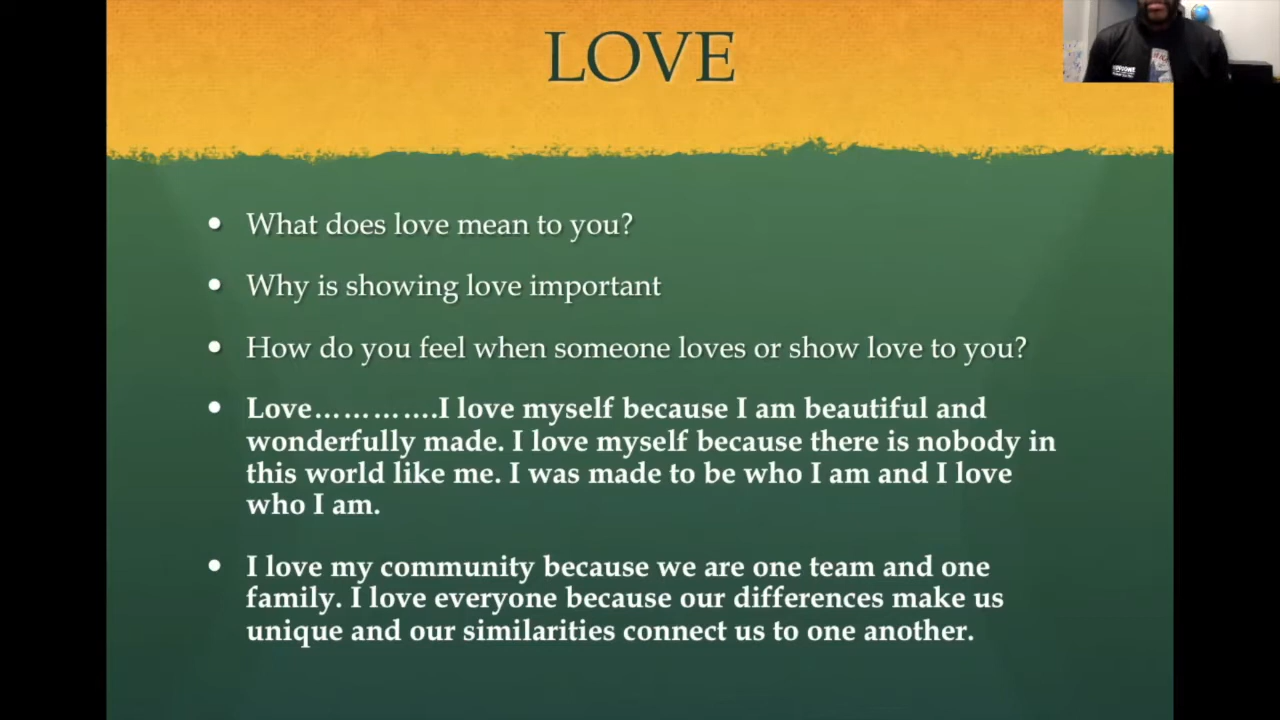 LOVE
What does love mean to you?
Why is showing love important
How do you feel when someone loves or show love to you?
Love………….I love myself because I am beautiful and
wonderfully made. I love myself because there is nobody in
this world like me. I was made to be who I am and I love
who I am.
I love my community because we are one team and one
family. I love everyone because our differences make us
unique and our similarities connect us to one another.